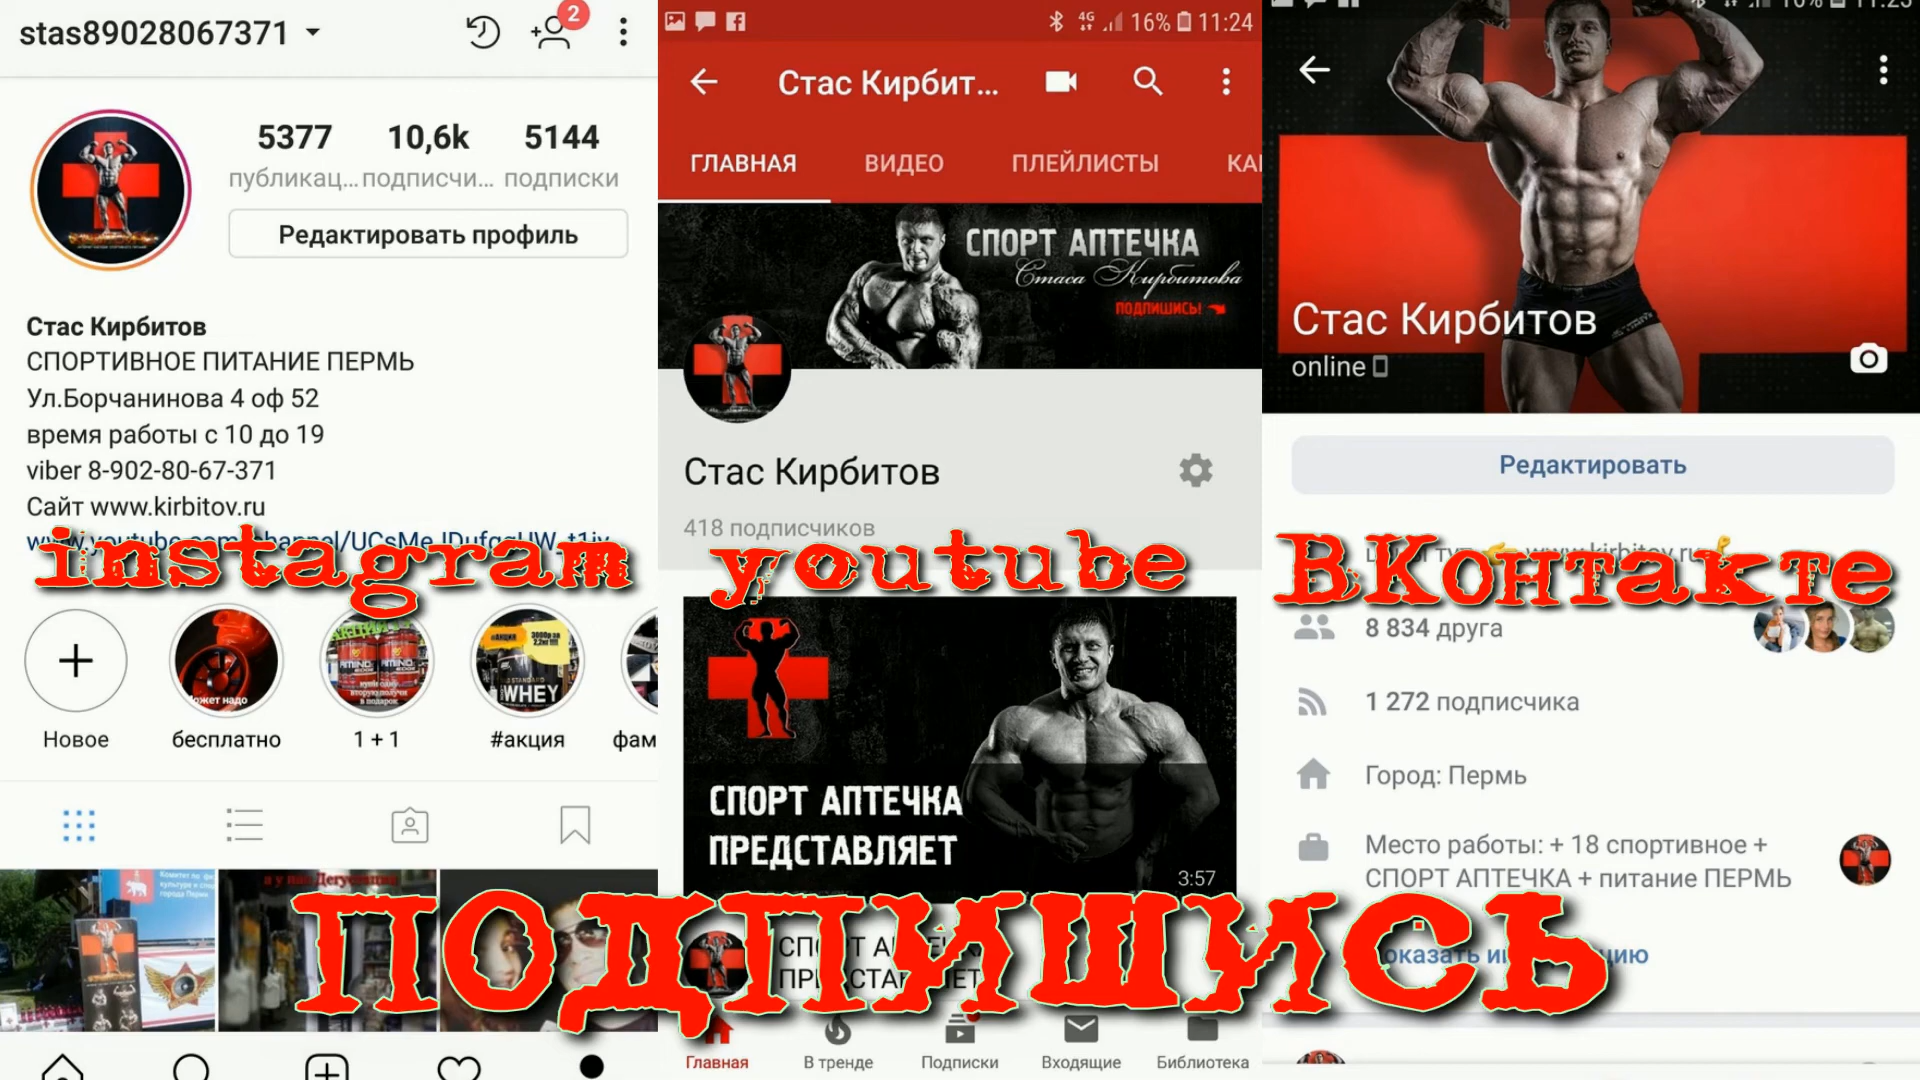 stas89028067371
2
5377 10,6k 5144
публикац... подписчи... подписки
Редактировать профиль
Стас Кирбитов
СПОРТИВНОЕ ПИТАНИЕ ПЕРМЬ
Ул.Борчанинова 4 оф 52
время работы с 10 до 19
viber 8-902-80-67-371
Сайт www.kirbitov.ru
instagram
Новое
бесплатно
1 + 1
#акция
фам
WHEY
4G 16% 11:24
Стас Кирбит...
ГЛАВНАЯ ВИДЕО ПЛЕЙЛИСТЫ КА
СПОРТ АПТЕЧКА
Стаса Кирбитова
ПОДПИШИСЬ!
Стас Кирбитов
418 подписчиков
youtube
СПОРТ АПТЕЧКА
ПРЕДСТАВЛЯЕТ
3:57
Главная
В тренде
Подписки
Входящие
Библиотека
Стас Кирбитов
online
Редактировать
ВКонтакте
8 834 друга
1 272 подписчика
Город: Пермь
Место работы: + 18 спортивное +
СПОРТ АПТЕЧКА + питание ПЕРМЬ
ПОДПИШИСЬ